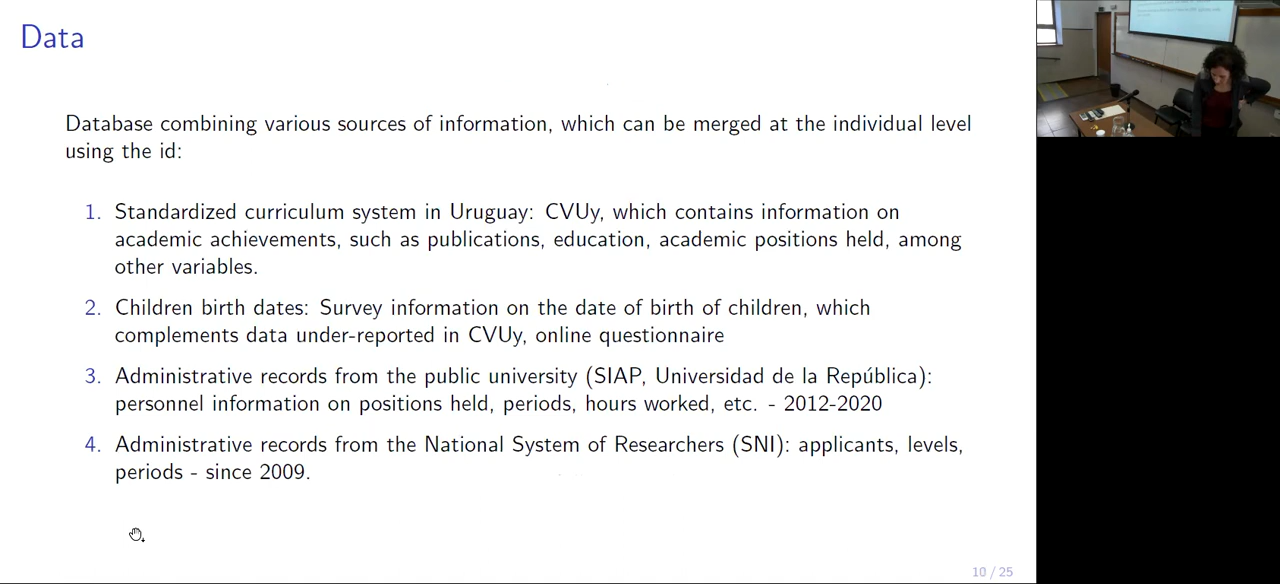 Data
Database combining various sources of information, which can be merged at the individual level
using the id:
1. Standardized curriculum system in Uruguay: CVUy, which contains information on
academic achievements, such as publications, education, academic positions held, among
other variables.
2. Children birth dates: Survey information on the date of birth of children, which
complements data under-reported in CVUy, online questionnaire
3. Administrative records from the public university (SIAP, Universidad de la República):
personnel information on positions held, periods, hours worked, etc. - 2012-2020
4. Administrative records from the National System of Researchers (SNI): applicants, levels,
periods - since 2009.
10 / 25